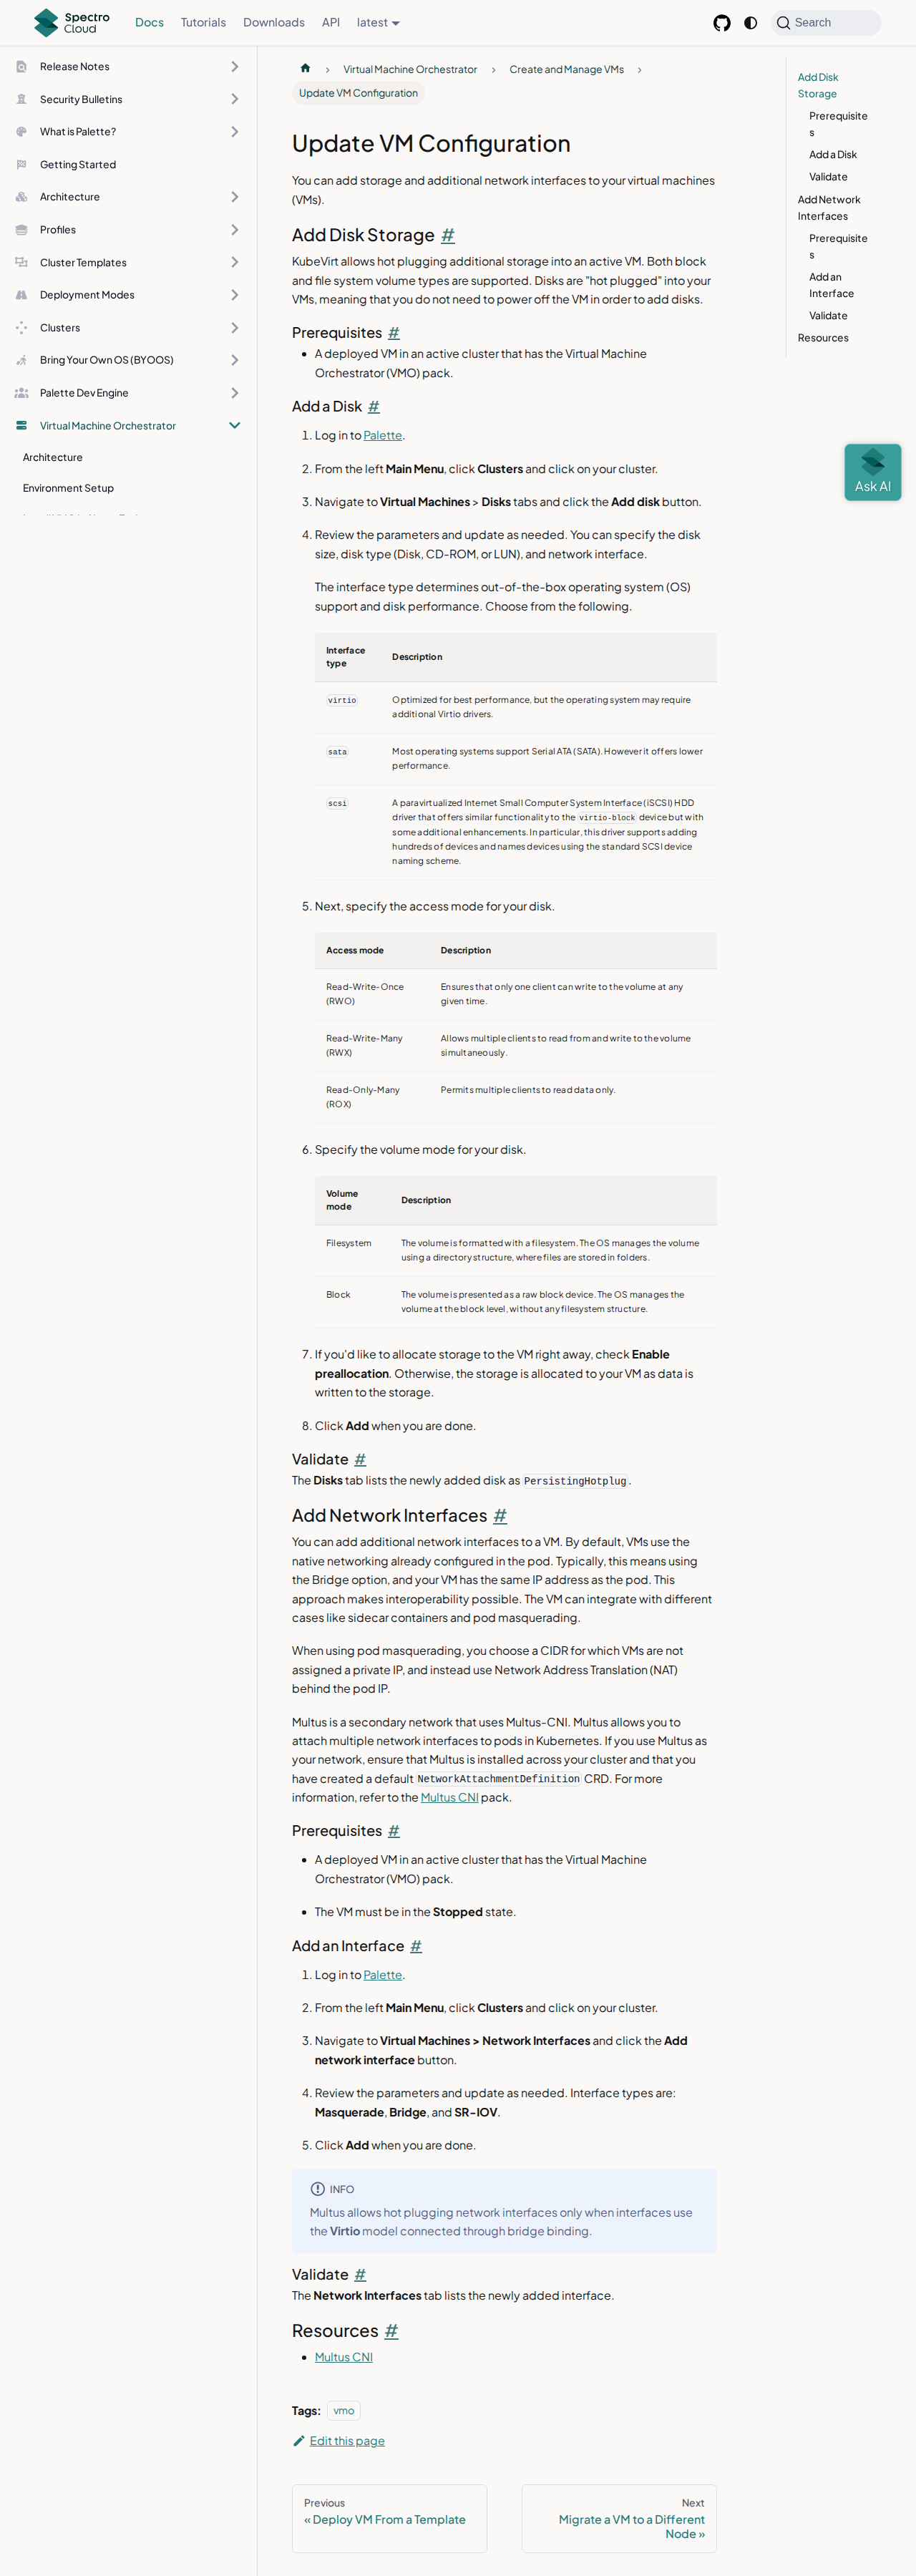 Spectro Cloud
Docs
Tutorials
Downloads
API
latest
Search
Release Notes
Security Bulletins
What is Palette?
Getting Started
Architecture
Profiles
Cluster Templates
Deployment Modes
Clusters
Bring Your Own OS (BYOOS)
Palette Dev Engine
Virtual Machine Orchestrator
Architecture
Environment Setup
Virtual Machine Orchestrator
Create and Manage VMs
Update VM Configuration
Update VM Configuration
You can add storage and additional network interfaces to your virtual machines
(VMs).
Add Disk Storage #
KubeVirt allows hot plugging additional storage into an active VM. Both block
and file system volume types are supported. Disks are "hot plugged" into your
VMs, meaning that you do not need to power off the VM in order to add disks.
Prerequisites #
• A deployed VM in an active cluster that has the Virtual Machine
Orchestrator (VMO) pack.
Add a Disk #
1. Log in to Palette.
2. From the left Main Menu, click Clusters and click on your cluster.
3. Navigate to Virtual Machines > Disks tabs and click the Add disk button.
4. Review the parameters and update as needed. You can specify the disk
size, disk type (Disk, CD-ROM, or LUN), and network interface.
The interface type determines out-of-the-box operating system (OS)
support and disk performance. Choose from the following.
Interface
type
Description
virtio
Optimized for best performance, but the operating system may require
additional Virtio drivers.
sata
Most operating systems support Serial ATA (SATA). However it offers lower
performance.
scsi
A paravirtualized Internet Small Computer System Interface (iSCSI) HDD
driver that offers similar functionality to the virtio-block device but with
some additional enhancements. In particular, this driver supports adding
hundreds of devices and names devices using the standard SCSI device
naming scheme.
5. Next, specify the access mode for your disk.
Access mode
Description
Read-Write-Once
(RWO)
Ensures that only one client can write to the volume at any
given time.
Read-Write-Many
(RWX)
Allows multiple clients to read from and write to the volume
simultaneously.
Read-Only-Many
(ROX)
Permits multiple clients to read data only.
6. Specify the volume mode for your disk.
Volume
mode
Description
Filesystem
The volume is formatted with a filesystem. The OS manages the volume
using a directory structure, where files are stored in folders.
Block
The volume is presented as a raw block device. The OS manages the
volume at the block level, without any filesystem structure.
7. If you'd like to allocate storage to the VM right away, check Enable
preallocation. Otherwise, the storage is allocated to your VM as data is
written to the storage.
8. Click Add when you are done.
Validate #
The Disks tab lists the newly added disk as PersistingHotplug.
Add Network Interfaces #
You can add additional network interfaces to a VM. By default, VMs use the
native networking already configured in the pod. Typically, this means using
the Bridge option, and your VM has the same IP address as the pod. This
approach makes interoperability possible. The VM can integrate with different
cases like sidecar containers and pod masquerading.
When using pod masquerading, you choose a CIDR for which VMs are not
assigned a private IP, and instead use Network Address Translation (NAT)
behind the pod IP.
Multus is a secondary network that uses Multus-CNI. Multus allows you to
attach multiple network interfaces to pods in Kubernetes. If you use Multus as
your network, ensure that Multus is installed across your cluster and that you
have created a default NetworkAttachmentDefinition CRD. For more
information, refer to the Multus CNI pack.
Prerequisites #
• A deployed VM in an active cluster that has the Virtual Machine
Orchestrator (VMO) pack.
• The VM must be in the Stopped state.
Add an Interface #
1. Log in to Palette.
2. From the left Main Menu, click Clusters and click on your cluster.
3. Navigate to Virtual Machines > Network Interfaces and click the Add
network interface button.
4. Review the parameters and update as needed. Interface types are:
Masquerade, Bridge, and SR-IOV.
5. Click Add when you are done.
INFO
Multus allows hot plugging network interfaces only when interfaces use
the Virtio model connected through bridge binding.
Validate #
The Network Interfaces tab lists the newly added interface.
Resources #
• Multus CNI
Tags: vmo
Edit this page
Previous
« Deploy VM From a Template
Next
Migrate a VM to a Different
Node »
Add Disk
Storage
Prerequisite
s
Add a Disk
Validate
Add Network
Interfaces
Prerequisite
s
Add an
Interface
Validate
Resources
Ask AI